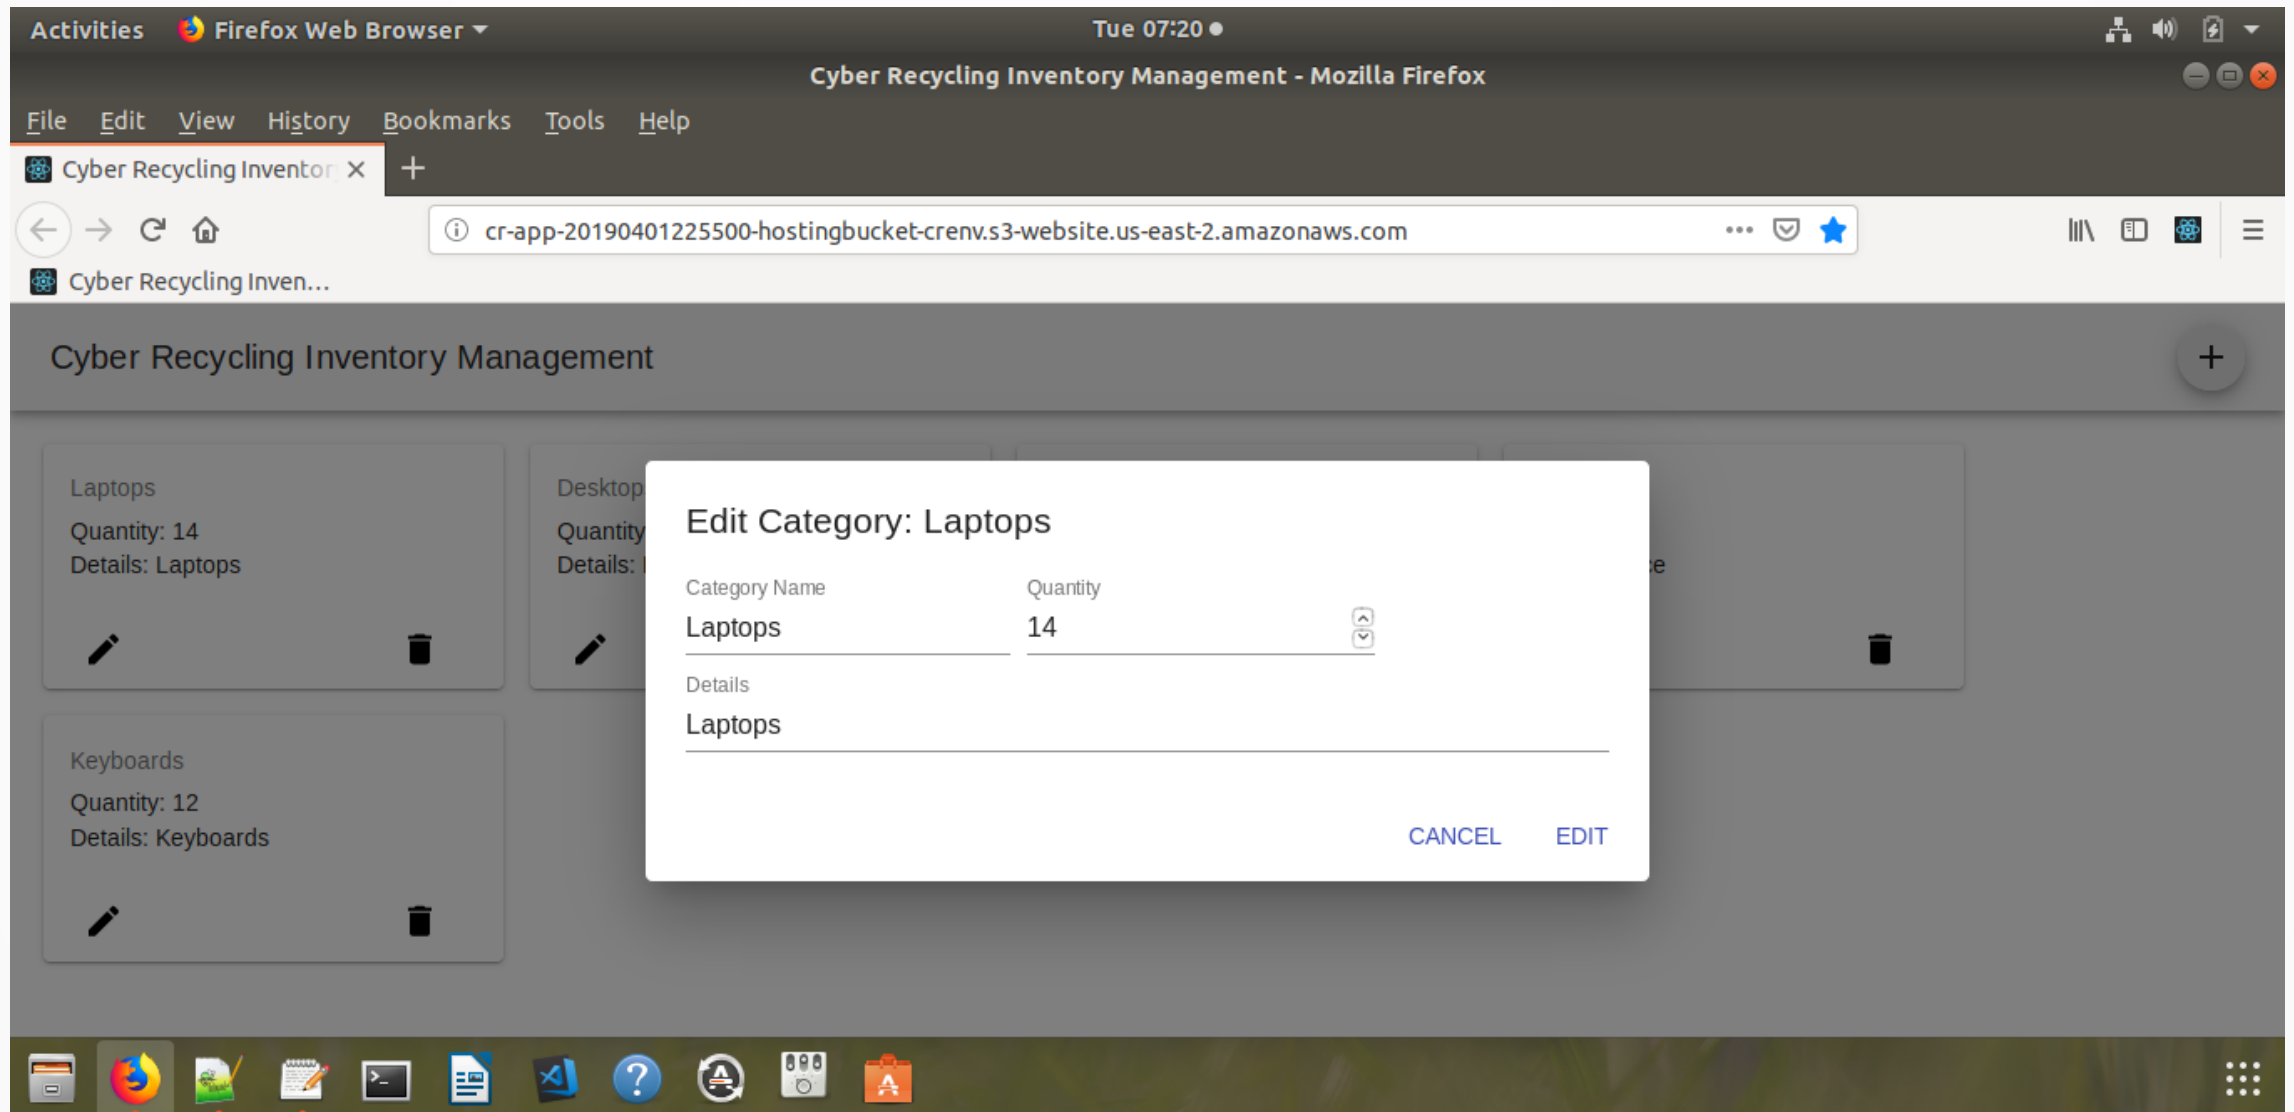 Activities Firefox Web Browser Tue 07:20
Cyber Recycling Inventory Management - Mozilla Firefox
File Edit View History Bookmarks Tools Help
Cyber Recycling Inventor
cr-app-20190401225500-hostingbucket-crenv.s3-website.us-east-2.amazonaws.com
Cyber Recycling Inven...
Cyber Recycling Inventory Management
Laptops
Quantity: 14
Details: Laptops
Desktop
Quantity
Details:
Edit Category: Laptops
Category Name Quantity
Laptops 14
Details
Laptops
CANCEL EDIT
Keyboards
Quantity: 12
Details: Keyboards